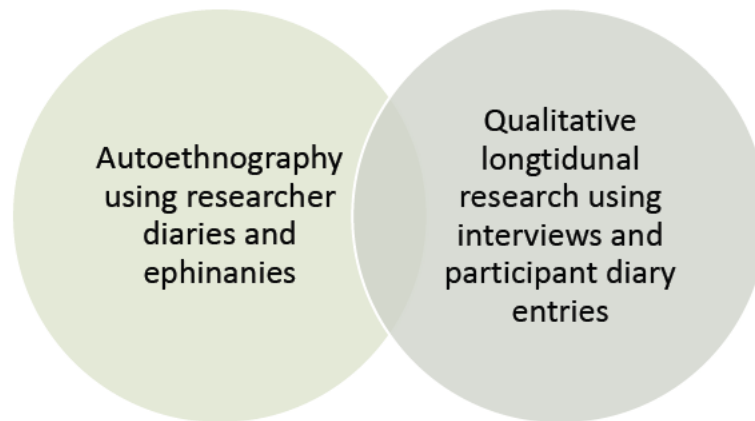 Autoethnography
using researcher
diaries and
ephinanies
Qualitative
longtidunal
research using
interviews and
participant diary
entries